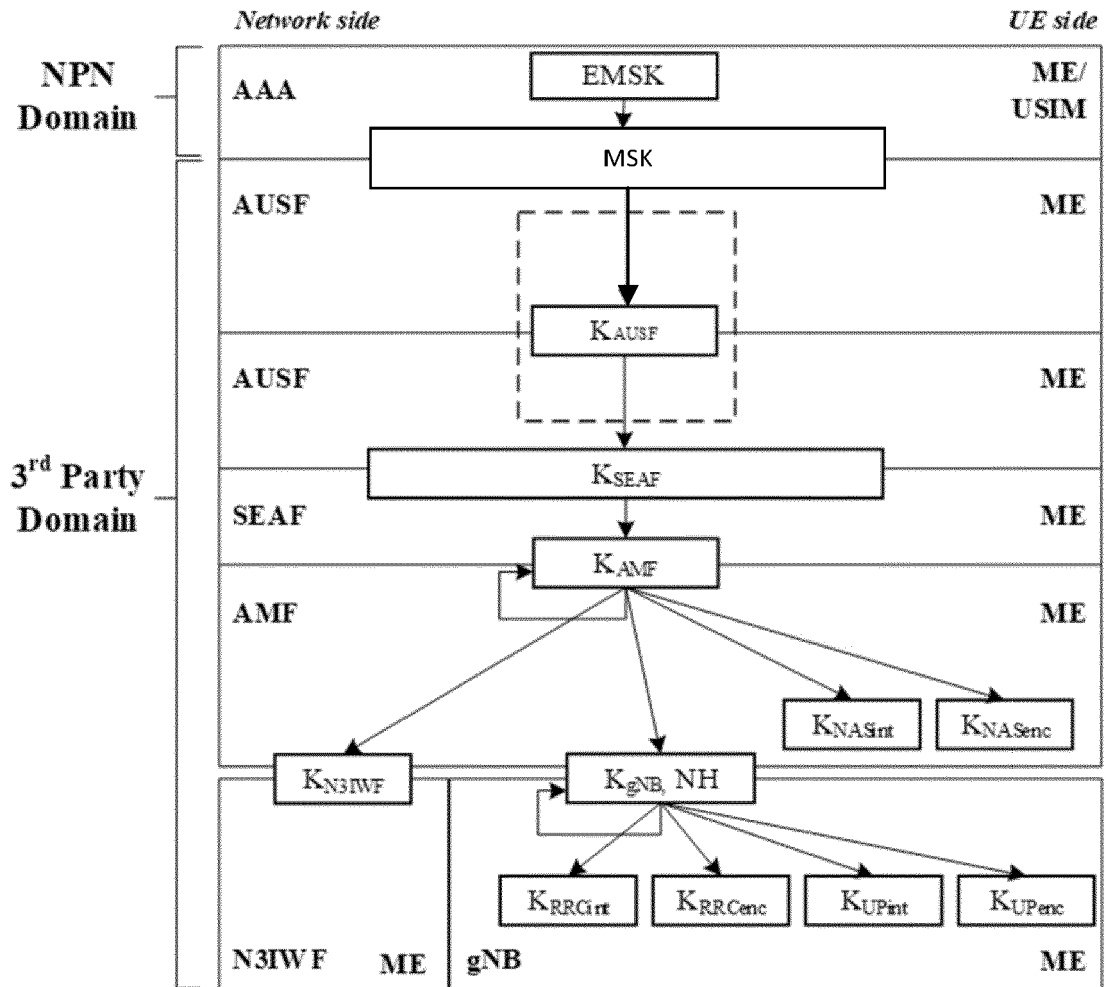 Network side
UE side
NPN
Domain
AAA
EMSK
ME/
USIM
MSK
AUSF
ME
KAUSF
AUSF
ME
3rd Party
Domain
KSEAF
SEAF
ME
KAMF
AMF
ME
KNASint
KNASenc
KN3IWF
KgNB, NH
KRRCint
KRRCenc
KUPint
KUPenc
N3IWF
ME
gNB
ME